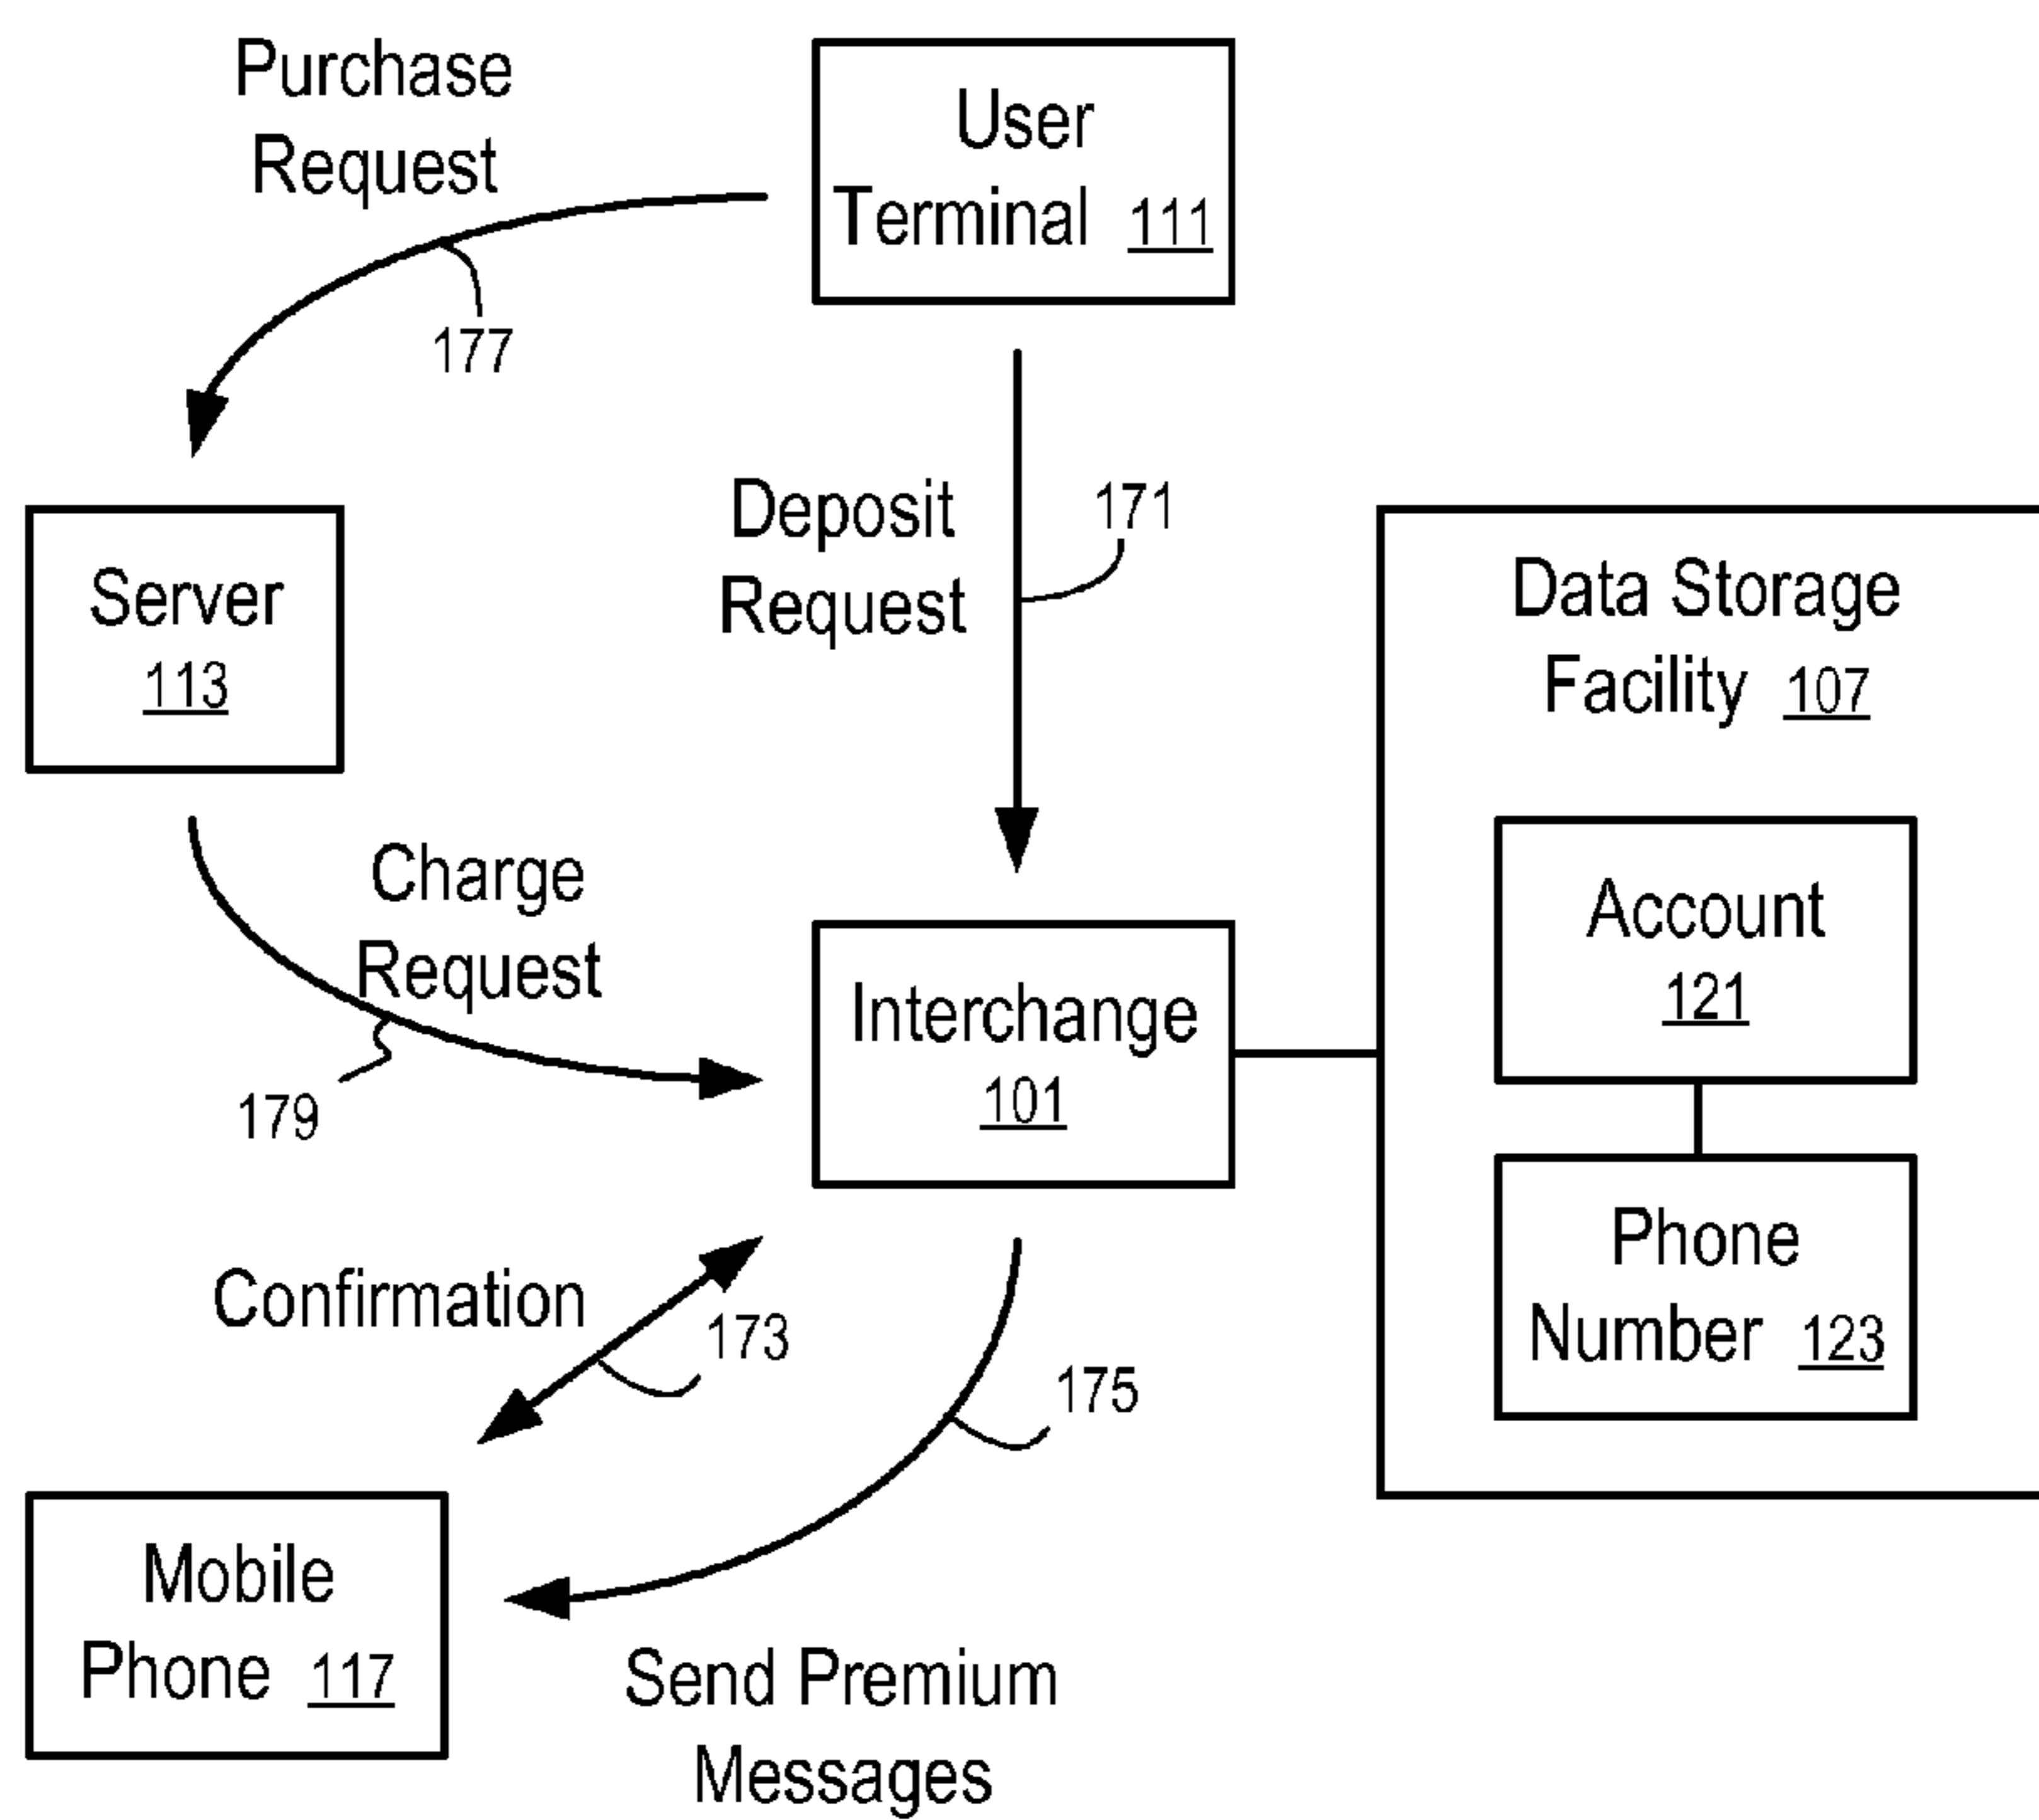 Purchase
Request
177
User
Terminal 111
Deposit
Request
171
Server
113
Data Storage
Facility 107
Charge
Request
179
Account
121
Interchange
101
Phone
Number 123
Confirmation
173
175
Mobile
Phone 117
Send Premium
Messages